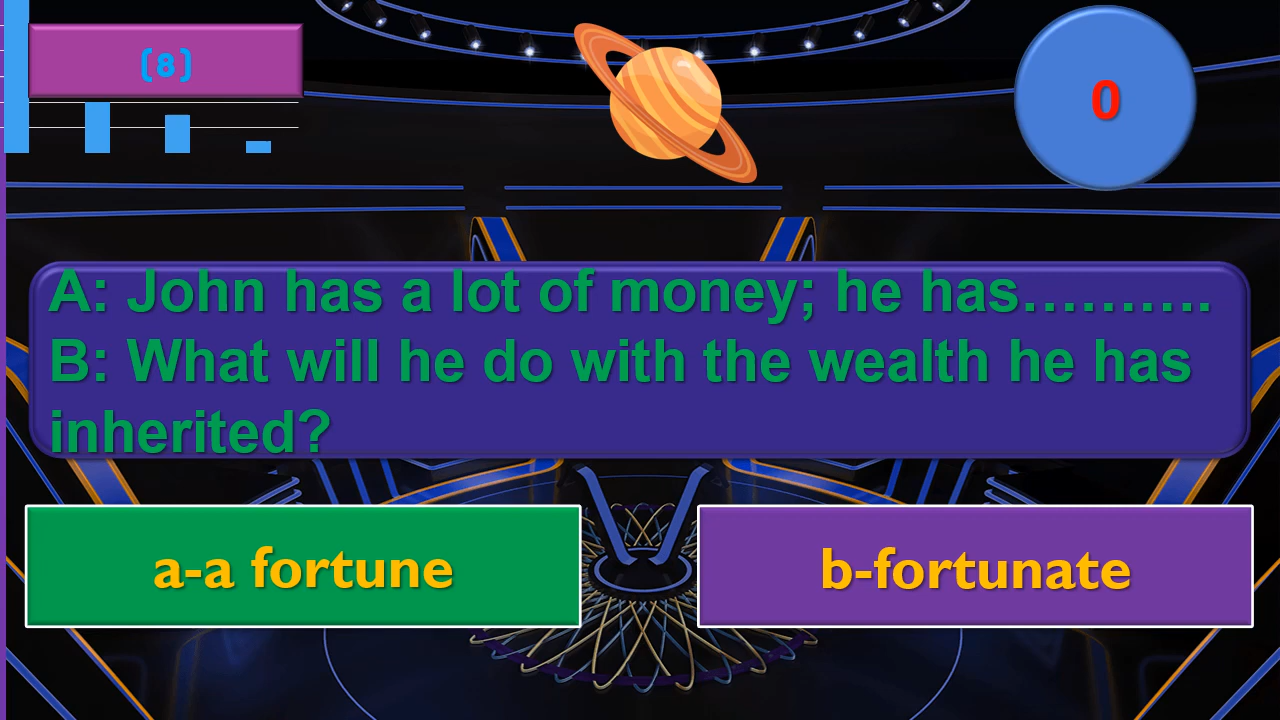 (8)
0
A: John has a lot of money; he has……….
B: What will he do with the wealth he has
inherited?
a-a fortune
b-fortunate